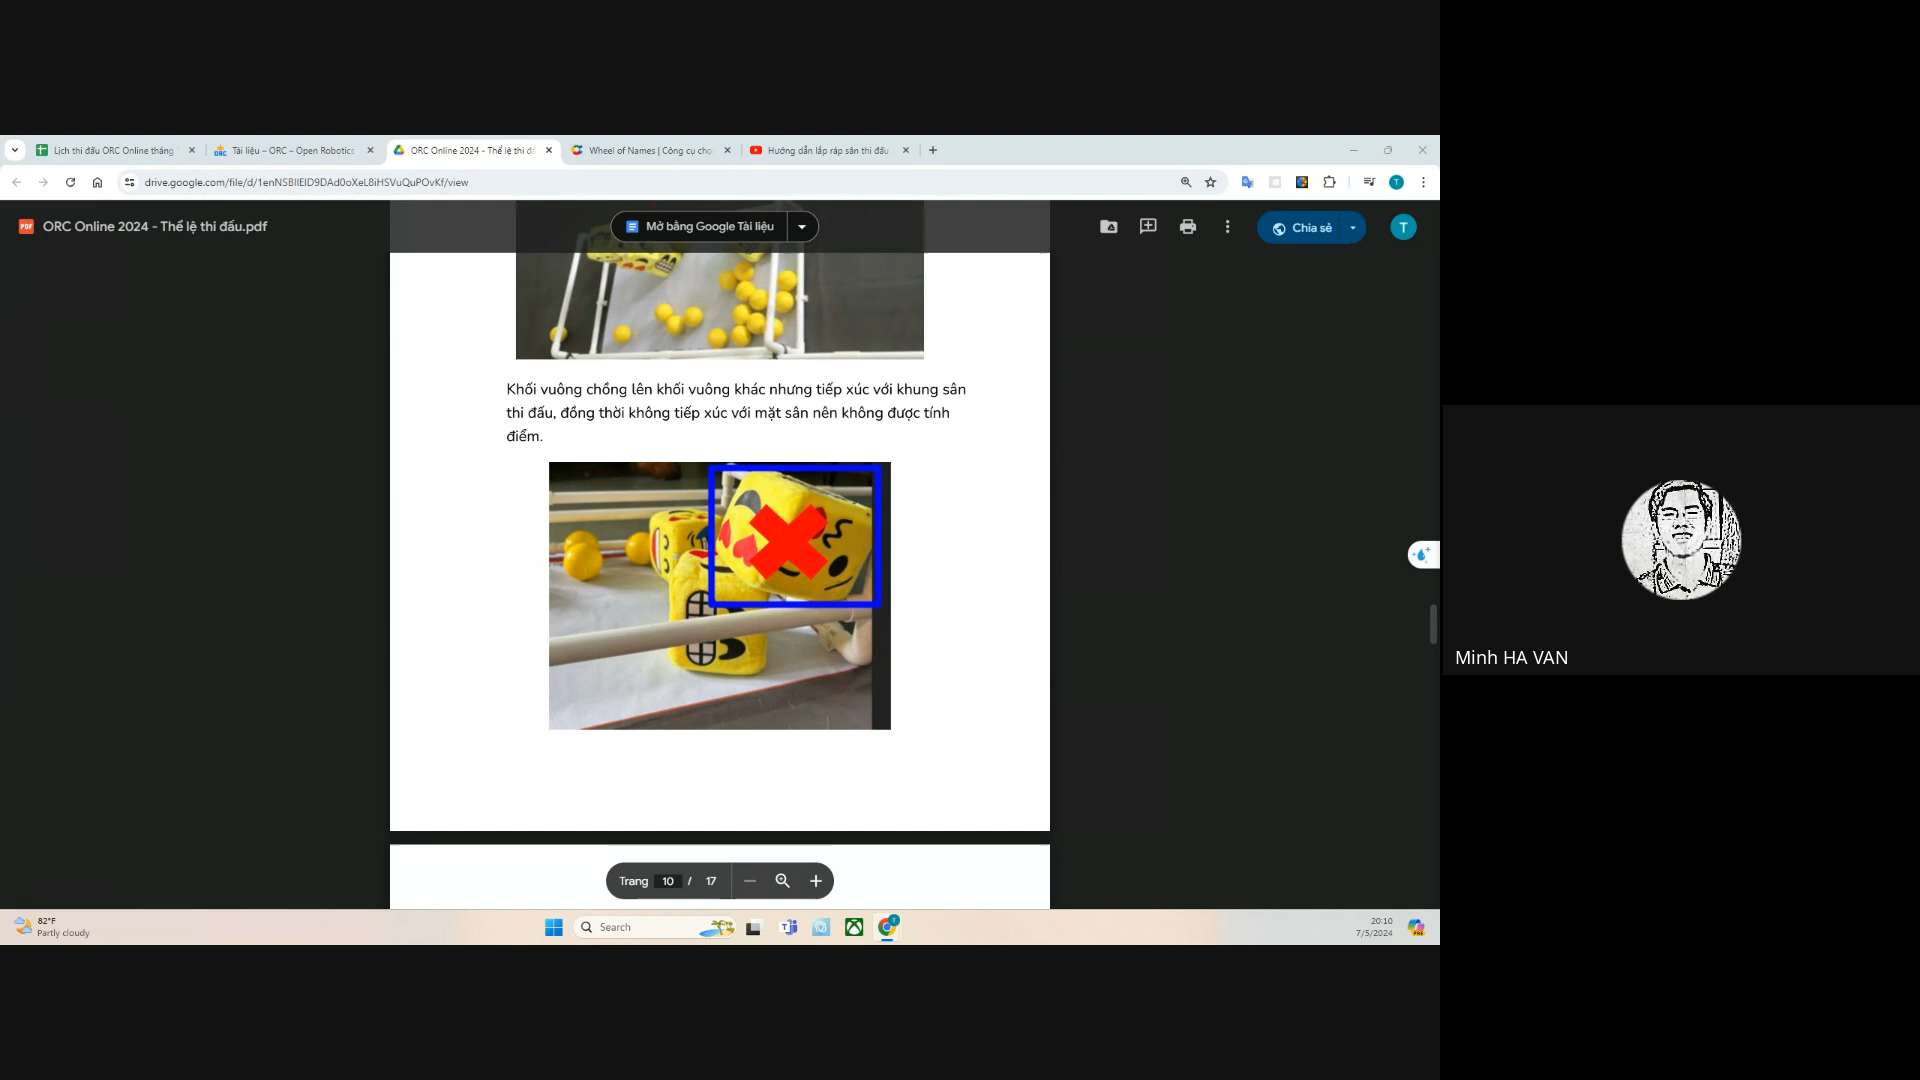 Lịch thi đấu ORC Online tháng
Tài liệu – ORC – Open Robotics
ORC Online 2024 - Thể lệ thi đấ
Wheel of Names | Công cụ cho
Hướng dẫn lắp ráp sân thi đấu
drive.google.com/file/d/1enNSBIlEID9DAd0oXeL8iHSVuQuPOvKf/view
T
PDF
ORC Online 2024 - Thể lệ thi đấu.pdf
Mở bằng Google Tài liệu
Chia sẻ
T
Khối vuông chồng lên khối vuông khác nhưng tiếp xúc với khung sân
thi đấu, đồng thời không tiếp xúc với mặt sân nên không được tính
điểm.
Minh HA VAN
Trang 10 / 17
82°F
Partly cloudy
Search
20:10
7/5/2024